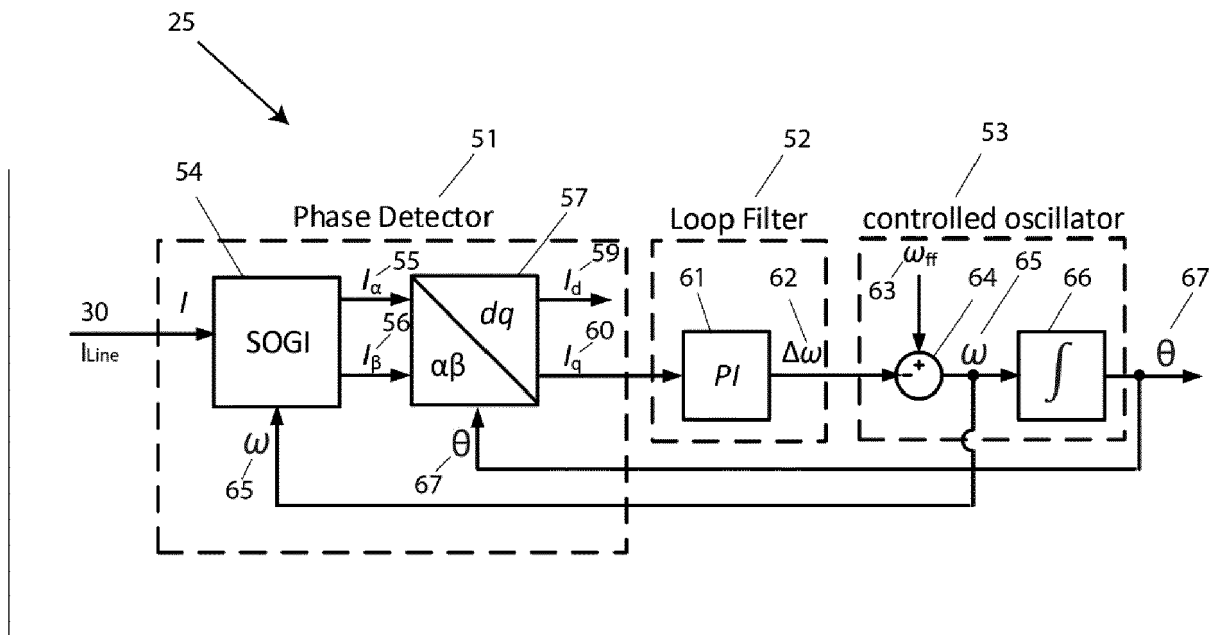 25
51
52
53
54
Phase Detector
57
Loop Filter
controlled oscillator
55
59
61
62
63
ωff
64
65
66
67
30
I
Iα
Id
dq
SOGI
56
60
Δω
+
-
ω
ILine
Iβ
αβ
Iq
PI
∫
θ
ω
θ
65
67